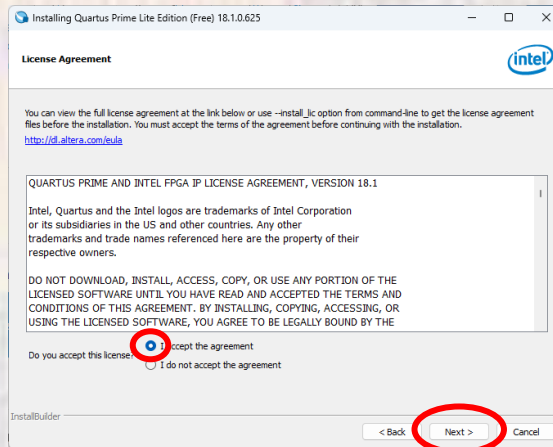 Installing Quartus Prime Lite Edition (Free) 18.1.0.625
License Agreement
intel
You can view the full license agreement at the link below or use --install_lic option from command-line to get the license agreement
files before the installation. You must accept the terms of the agreement before continuing with the installation.
http://dl.altera.com/eula
QUARTUS PRIME AND INTEL FPGA IP LICENSE AGREEMENT, VERSION 18.1
Intel, Quartus and the Intel logos are trademarks of Intel Corporation
or its subsidiaries in the US and other countries. Any other
trademarks and trade names referenced here are the property of their
respective owners.
DO NOT DOWNLOAD, INSTALL, ACCESS, COPY, OR USE ANY PORTION OF THE
LICENSED SOFTWARE UNTIL YOU HAVE READ AND ACCEPTED THE TERMS AND
CONDITIONS OF THIS AGREEMENT. BY INSTALLING, COPYING, ACCESSING, OR
USING THE LICENSED SOFTWARE, YOU AGREE TO BE LEGALLY BOUND BY THE
Do you accept this license?
I accept the agreement
I do not accept the agreement
InstallBuilder
< Back
Next >
Cancel